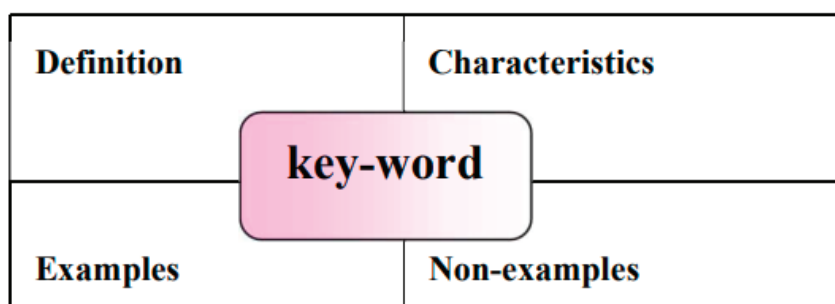 Definition
Characteristics
key-word
Examples
Non-examples